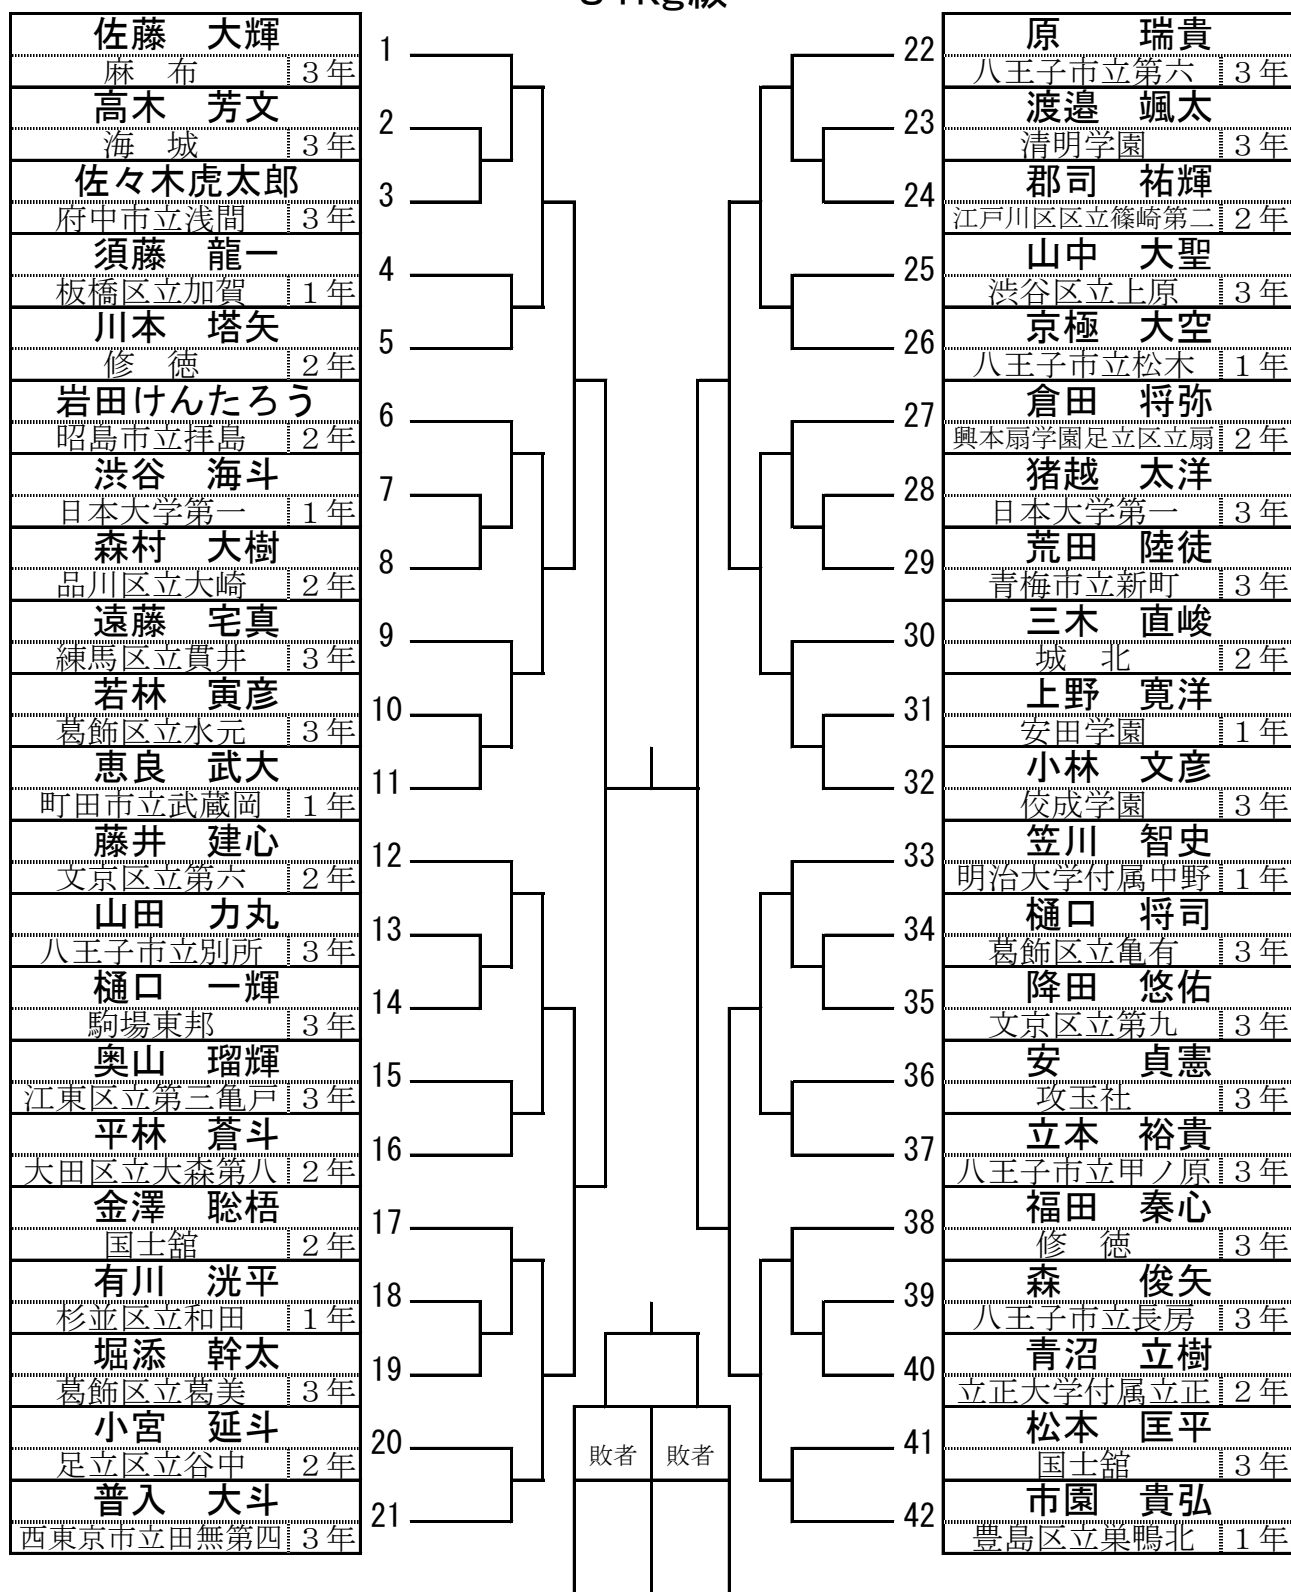 佐藤　大輝
麻　布　３年
1
高木　芳文
海　城　３年
2
佐々木虎太郎
府中市立浅間　３年
3
須藤　龍一
板橋区立加賀　１年
4
川本　塔矢
修　徳　２年
5
岩田けんたろう
昭島市立拝島　２年
6
渋谷　海斗
日本大学第一　１年
7
森村　大樹
品川区立大崎　２年
8
遠藤　宅真
練馬区立貫井　３年
9
若林　寅彦
葛飾区立水元　３年
10
恵良　武大
町田市立武蔵岡　１年
11
藤井　建心
文京区立第六　２年
12
山田　力丸
八王子市立別所　３年
13
樋口　一輝
駒場東邦　３年
14
奥山　瑠輝
江東区立第三亀戸　３年
15
平林　蒼斗
大田区立大森第八　２年
16
金澤　聡梧
国士舘　２年
17
有川　洸平
杉並区立和田　１年
18
堀添　幹太
葛飾区立葛美　３年
19
小宮　延斗
足立区立谷中　２年
20
普入　大斗
西東京市立田無第四　３年
21
敗者　敗者
22
原　　瑞貴
八王子市立第六　３年
23
渡邉　颯太
清明学園　３年
24
郡司　祐輝
江戸川区区立篠崎第二　２年
25
山中　大聖
渋谷区立上原　３年
26
京極　大空
八王子市立松木　１年
27
倉田　将弥
興本扇学園足立区立扇　２年
28
猪越　太洋
日本大学第一　３年
29
荒田　陸徒
青梅市立新町　３年
30
三木　直峻
城　北　２年
31
上野　寛洋
安田学園　１年
32
小林　文彦
佼成学園　３年
33
笠川　智史
明治大学付属中野　１年
34
樋口　将司
葛飾区立亀有　３年
35
降田　悠佑
文京区立第九　３年
36
安　　貞憲
攻玉社　３年
37
立本　裕貴
八王子市立甲ノ原　３年
38
福田　秦心
修　徳　３年
39
森　　俊矢
八王子市立長房　３年
40
青沼　立樹
立正大学付属立正　２年
41
松本　匡平
国士舘　３年
42
市園　貴弘
豊島区立巣鴨北　１年